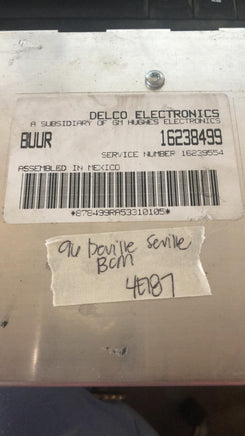 DELCO ELECTRONICS
A SUBSIDIARY OF GM HUGHES ELECTRONICS
BUUR 16238499
SERVICE NUMBER 16239554
ASSEMBLED IN MEXICO
*878499RA53310105*
96 Deville Seville
BCM
4E187